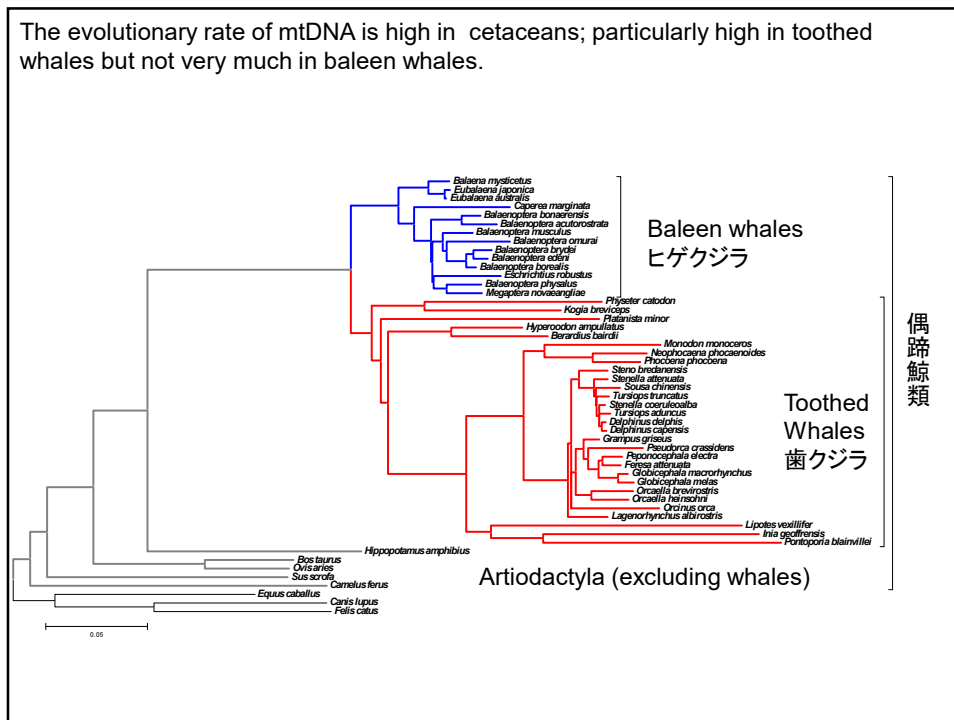 The evolutionary rate of mtDNA is high in cetaceans; particularly high in toothed
whales but not very much in baleen whales.
Balaena mysticetus
Eubalaena japonica
Eubalaena australis
Caperea marginata
Balaenoptera bonaerensis
Balaenoptera acutorostrata
Balaenoptera musculus
Balaenoptera omurai
Balaenoptera brydei
Balaenoptera edeni
Balaenoptera borealis
Eschrichtius robustus
Balaenoptera physalus
Megaptera novaeangliae
Baleen whales
ヒゲクジラ
Physeter catodon
Kogia breviceps
Platanista minor
Hyperoodon ampullatus
Berardius bairdii
Monodon monoceros
Neophocaena phocaenoides
Phocoena phocoena
Steno bredanensis
Stenella attenuata
Sousa chinensis
Tursiops truncatus
Stenella coeruleoalba
Tursiops aduncus
Delphinus delphis
Delphinus capensis
Grampus griseus
Pseudorca crassidens
Peponocephala electra
Feresa attenuata
Globicephala macrorhynchus
Globicephala melas
Orcaella brevirostris
Orcaella heinsohni
Orcinus orca
Lagenorhynchus albirostris
Lipotes vexillifer
Inia geoffrensis
Pontoporia blainvillei
Toothed
Whales
歯クジラ
偶蹄鯨類
Hippopotamus amphibius
Bos taurus
Ovis aries
Sus scrofa
Camelus ferus
Equus caballus
Canis lupus
Felis catus
Artiodactyla (excluding whales)
0.05